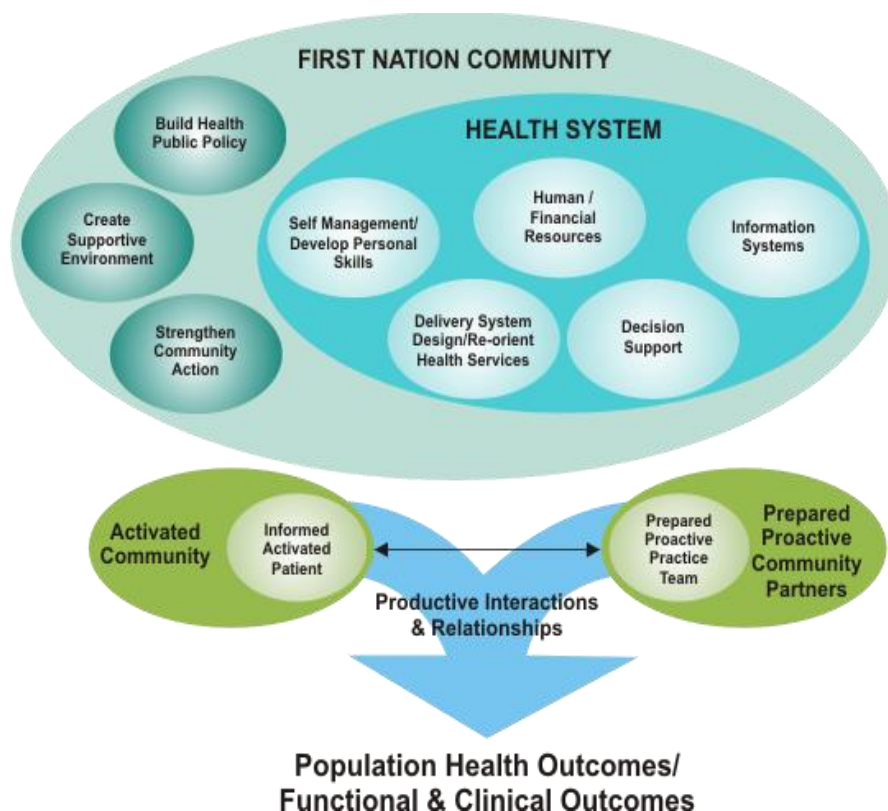 FIRST NATION COMMUNITY
Build Health
Public Policy
HEALTH SYSTEM
Create
Supportive
Environment
Self Management/
Develop Personal
Skills
Human /
Financial
Resources
Information
Systems
Strengthen
Community
Action
Delivery System
Design/Re-orient
Health Services
Decision
Support
Activated
Community
Informed
Activated
Patient
Prepared
Proactive
Practice
Team
Prepared
Proactive
Community
Partners
Productive Interactions
& Relationships
Population Health Outcomes/
Functional & Clinical Outcomes